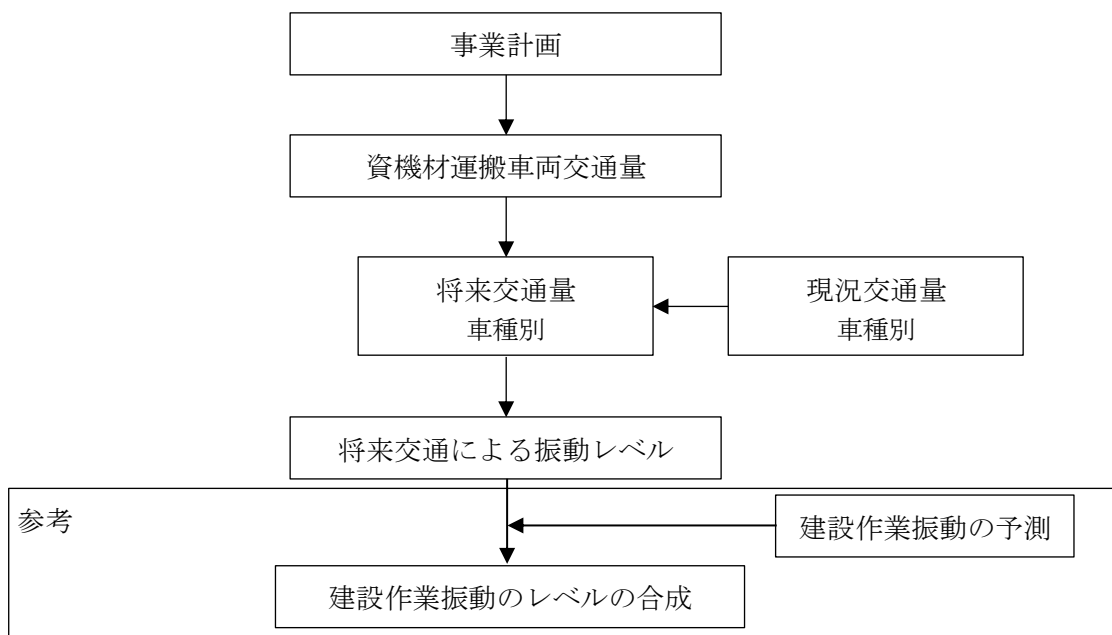 事業計画
資機材運搬車両交通量
将来交通量
車種別
現況交通量
車種別
将来交通による振動レベル
参考
建設作業振動の予測
建設作業振動のレベルの合成